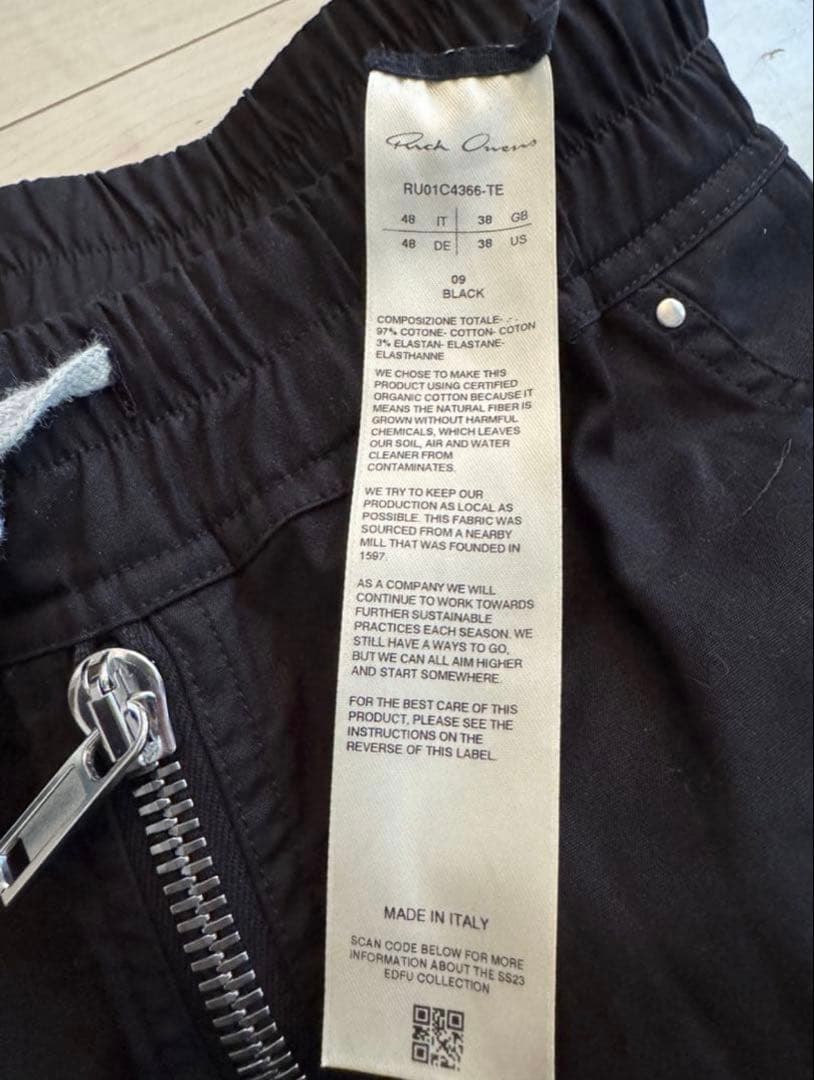 Rick Owens
RU01C4366-TE
48 IT 38 GB
48 DE 38 US
09
BLACK
COMPOSIZIONE TOTALE-
97% COTONE- COTTON- COTON
3% ELASTAN- ELASTANE-
ELASTHANNE
WE CHOSE TO MAKE THIS
PRODUCT USING CERTIFIED
ORGANIC COTTON BECAUSE IT
MEANS THE NATURAL FIBER IS
GROWN WITHOUT HARMFUL
CHEMICALS, WHICH LEAVES
OUR SOIL, AIR AND WATER
CLEANER FROM
CONTAMINATES.
WE TRY TO KEEP OUR
PRODUCTION AS LOCAL AS
POSSIBLE. THIS FABRIC WAS
SOURCED FROM A NEARBY
MILL THAT WAS FOUNDED IN
1597.
AS A COMPANY WE WILL
CONTINUE TO WORK TOWARDS
FURTHER SUSTAINABLE
PRACTICES EACH SEASON. WE
STILL HAVE A WAYS TO GO,
BUT WE CAN ALL AIM HIGHER
AND START SOMEWHERE.
FOR THE BEST CARE OF THIS
PRODUCT, PLEASE SEE THE
INSTRUCTIONS ON THE
REVERSE OF THIS LABEL.
MADE IN ITALY
SCAN CODE BELOW FOR MORE
INFORMATION ABOUT THE SS23
EDFU COLLECTION